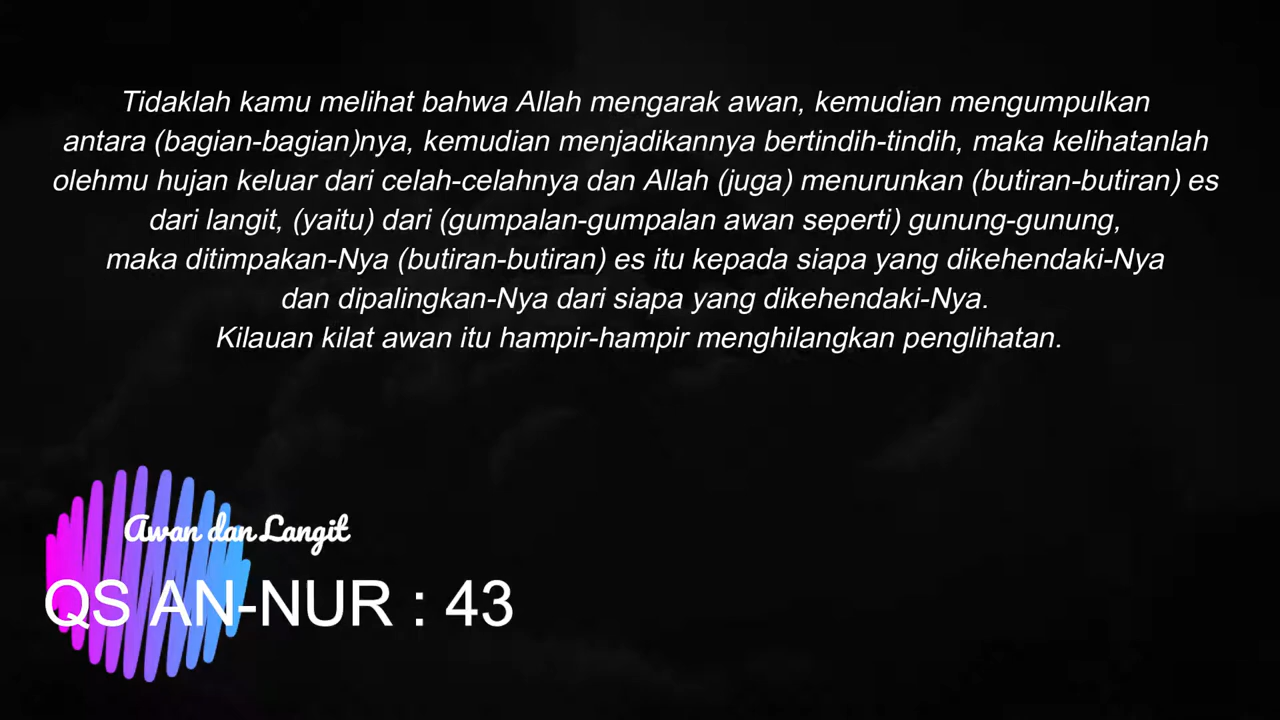 Tidaklah kamu melihat bahwa Allah mengarak awan, kemudian mengumpulkan
antara (bagian-bagian)nya, kemudian menjadikannya bertindih-tindih, maka kelihatanlah
olehmu hujan keluar dari celah-celahnya dan Allah (juga) menurunkan (butiran-butiran) es
dari langit, (yaitu) dari (gumpalan-gumpalan awan seperti) gunung-gunung,
maka ditimpakan-Nya (butiran-butiran) es itu kepada siapa yang dikehendaki-Nya
dan dipalingkan-Nya dari siapa yang dikehendaki-Nya.
Kilauan kilat awan itu hampir-hampir menghilangkan penglihatan.
Awan dan Langit
QS AN-NUR : 43